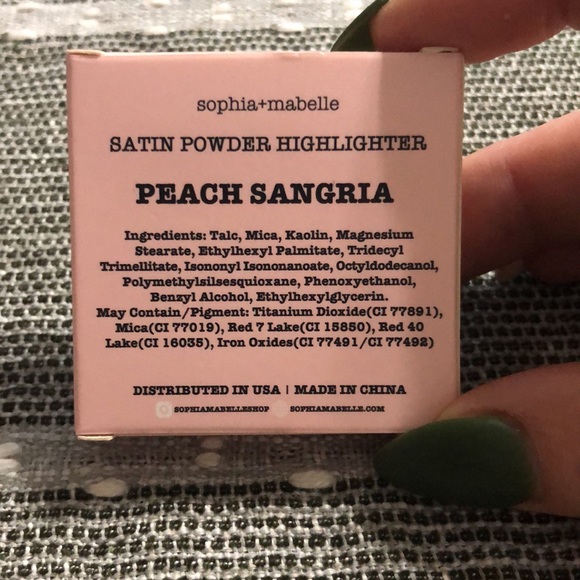 sophia+mabelle
SATIN POWDER HIGHLIGHTER
PEACH SANGRIA
Ingredients: Talc, Mica, Kaolin, Magnesium
Stearate, Ethylhexyl Palmitate, Tridecyl
Trimellitate, Isononyl Isononanoate, Octyldodecanol,
Polymethylsilsesquioxane, Phenoxyethanol,
Benzyl Alcohol, Ethylhexylglycerin.
May Contain/Pigment: Titanium Dioxide(CI 77891),
Mica(CI 77019), Red 7 Lake(CI 15850), Red 40
Lake(CI 16035), Iron Oxides(CI 77491/CI 77492)
DISTRIBUTED IN USA | MADE IN CHINA
SOPHIAMABELLESHOP SOPHIAMABELLE.COM